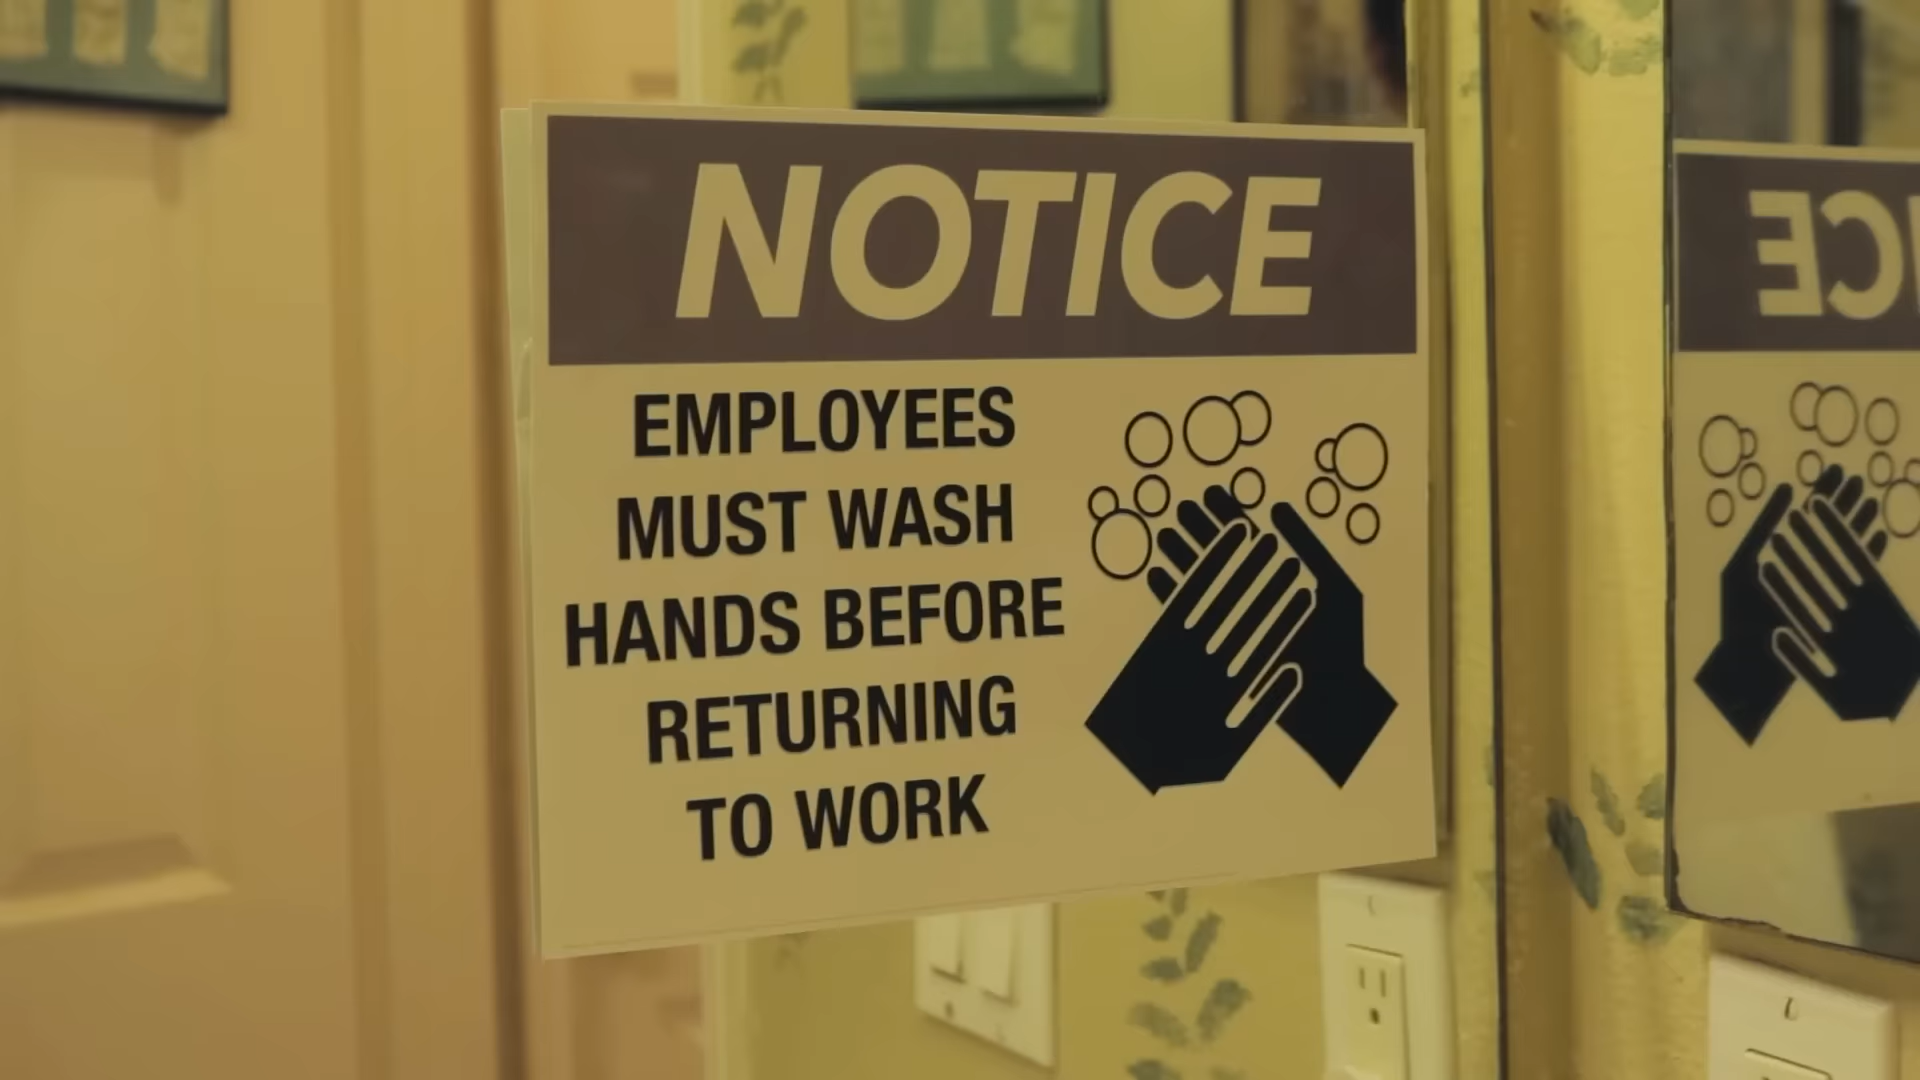 NOTICE
EMPLOYEES
MUST WASH
HANDS BEFORE
RETURNING
TO WORK